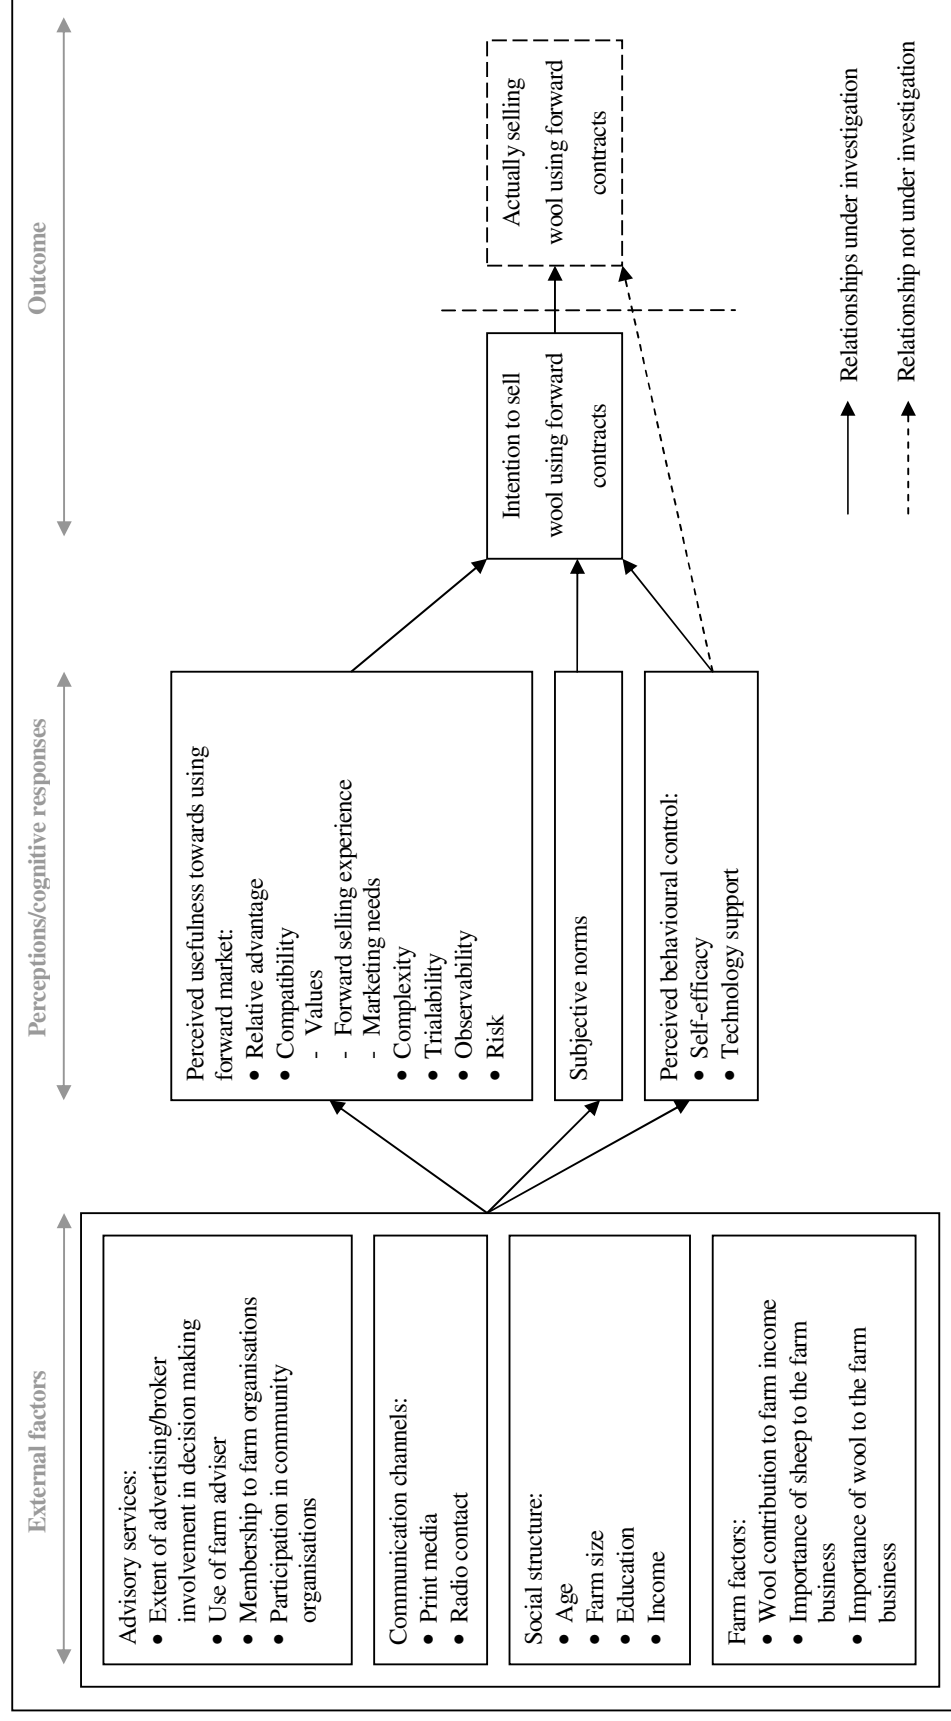 External factors
Perceptions/cognitive responses
Outcome
Advisory services:
• Extent of advertising/broker
involvement in decision making
• Use of farm adviser
• Membership to farm organisations
• Participation in community
organisations
Communication channels:
• Print media
• Radio contact
Social structure:
• Age
• Farm size
• Education
• Income
Farm factors:
• Wool contribution to farm income
• Importance of sheep to the farm
business
• Importance of wool to the farm
business
Perceived usefulness towards using
forward market:
• Relative advantage
• Compatibility
- Values
- Forward selling experience
- Marketing needs
• Complexity
• Trialability
• Observability
• Risk
Subjective norms
Perceived behavioural control:
• Self-efficacy
• Technology support
Intention to sell
wool using forward
contracts
Actually selling
wool using forward
contracts
Relationships under investigation
Relationship not under investigation